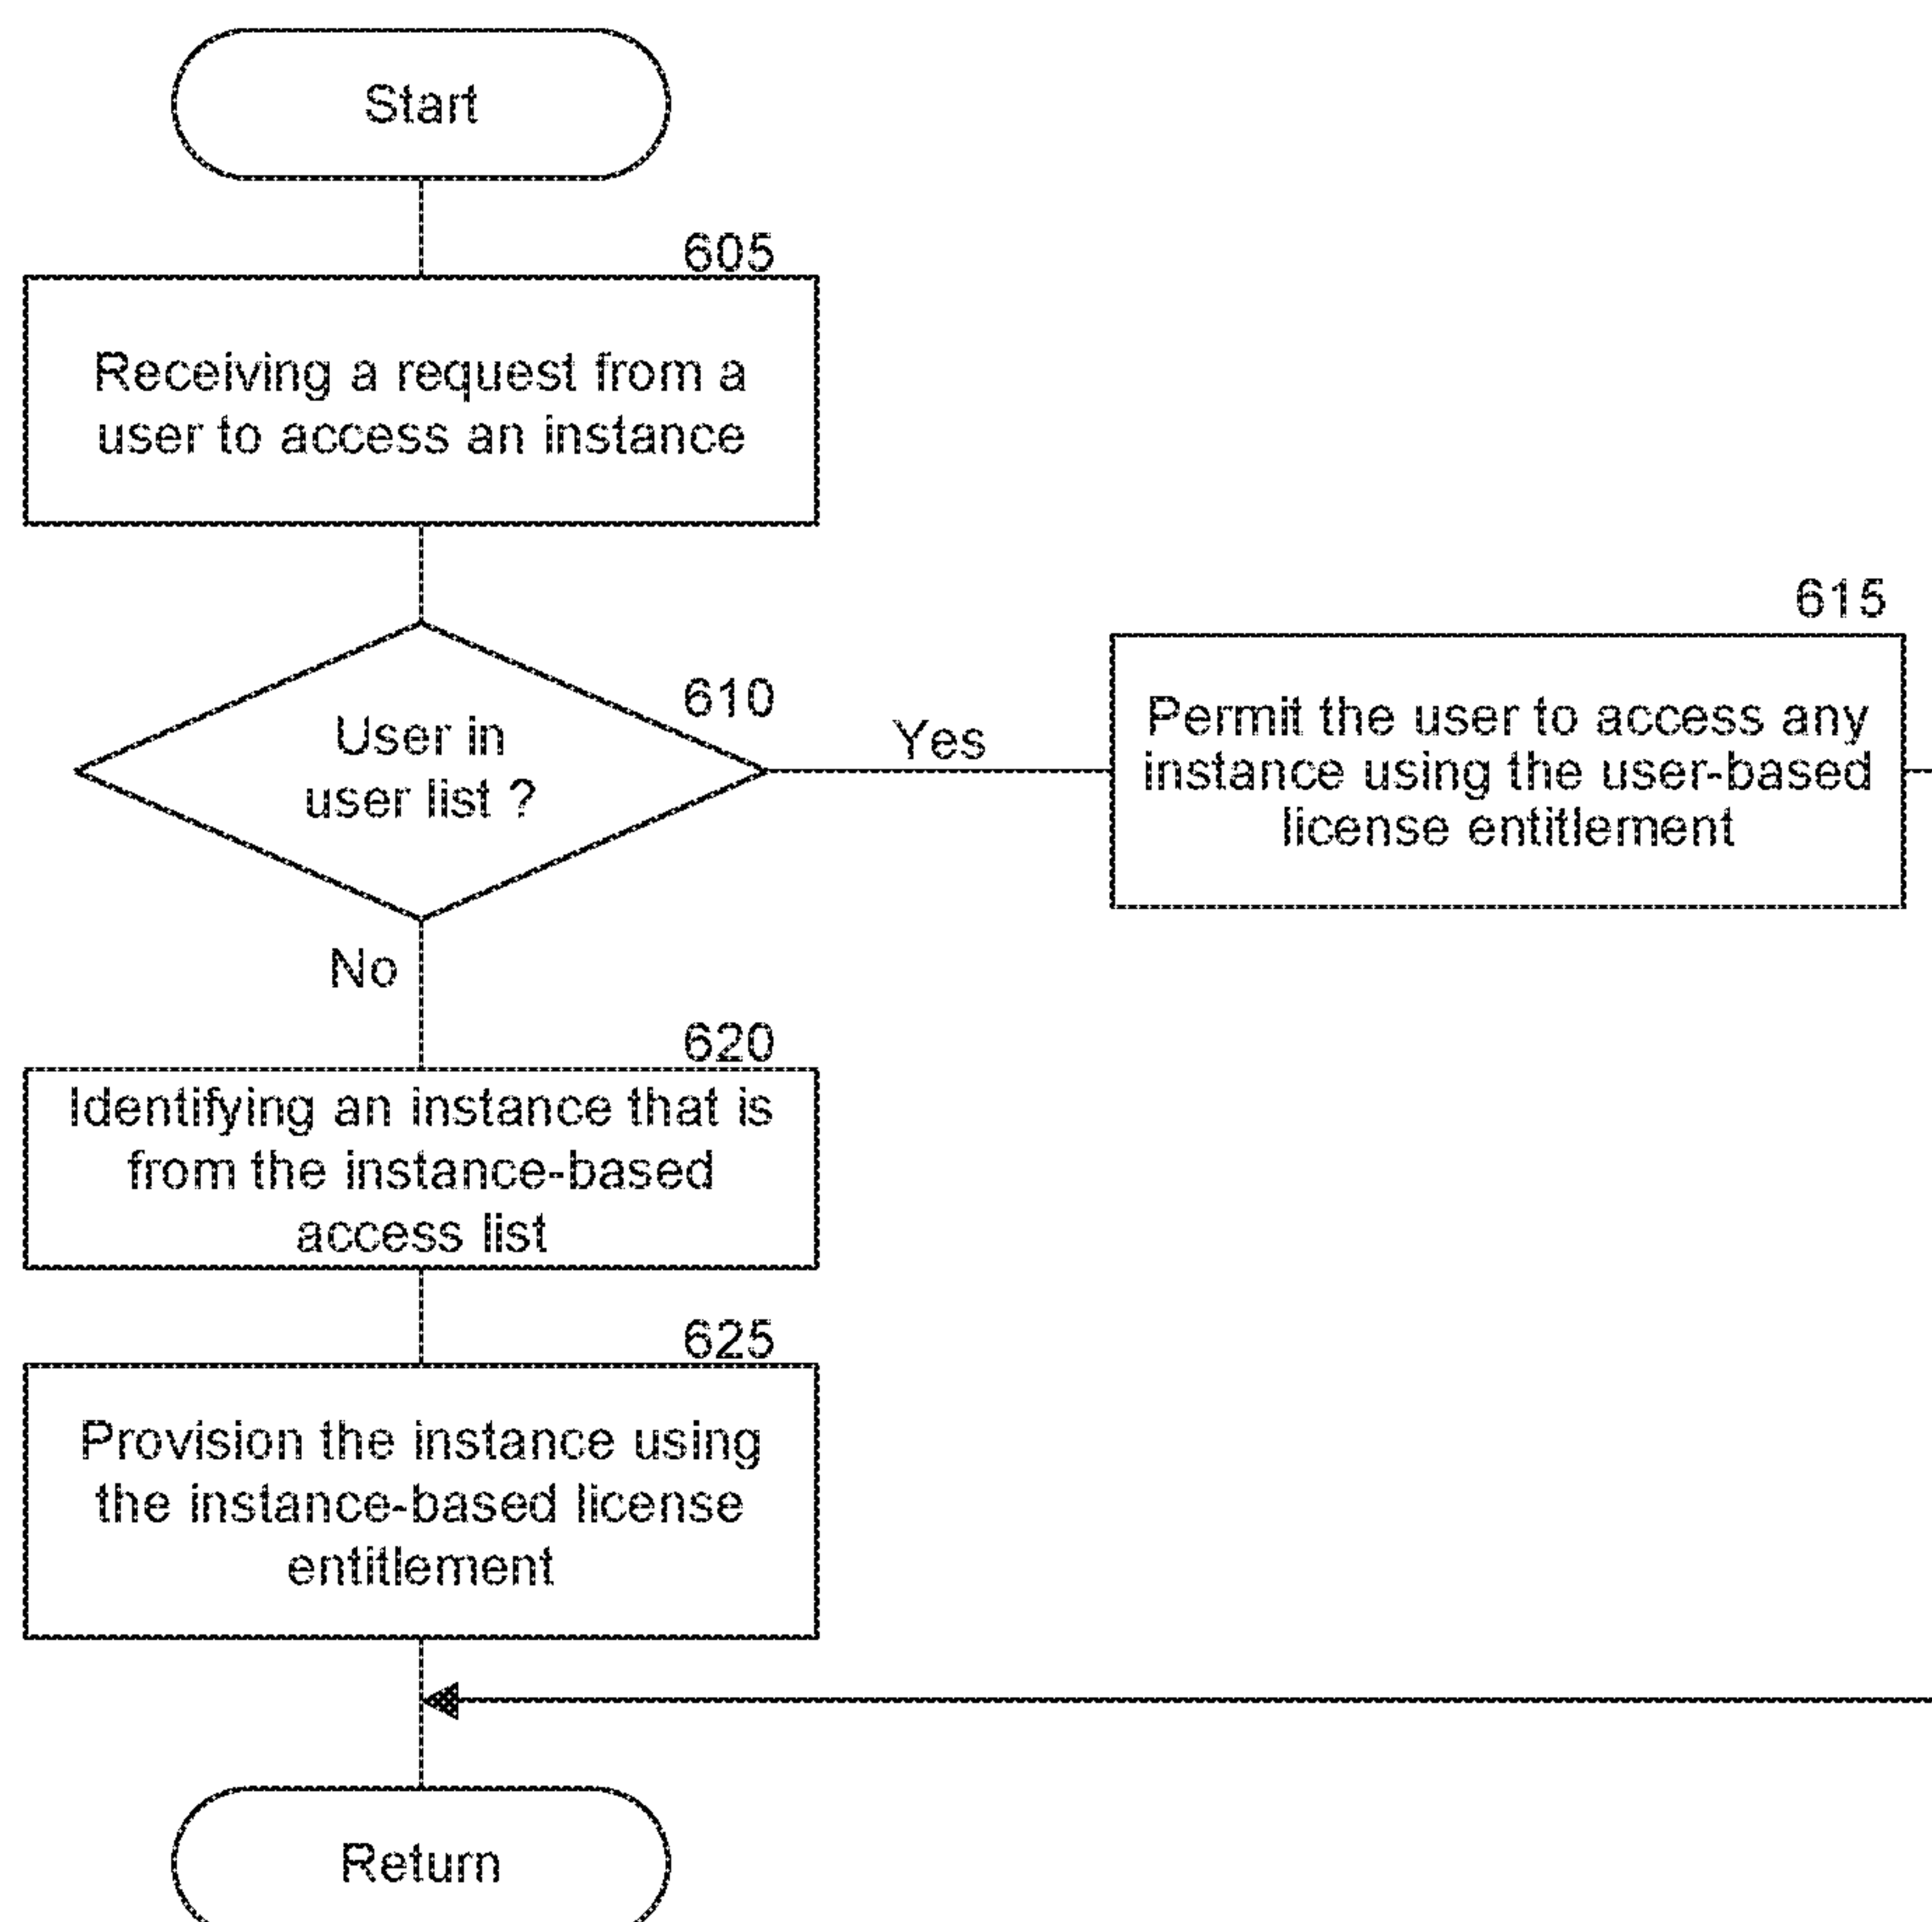 Start
605
Receiving a request from a
user to access an instance
610
User in
user list ?
Yes
615
Permit the user to access any
instance using the user-based
license entitlement
No
620
Identifying an instance that is
from the instance-based
access list
625
Provision the instance using
the instance-based license
entitlement
Return